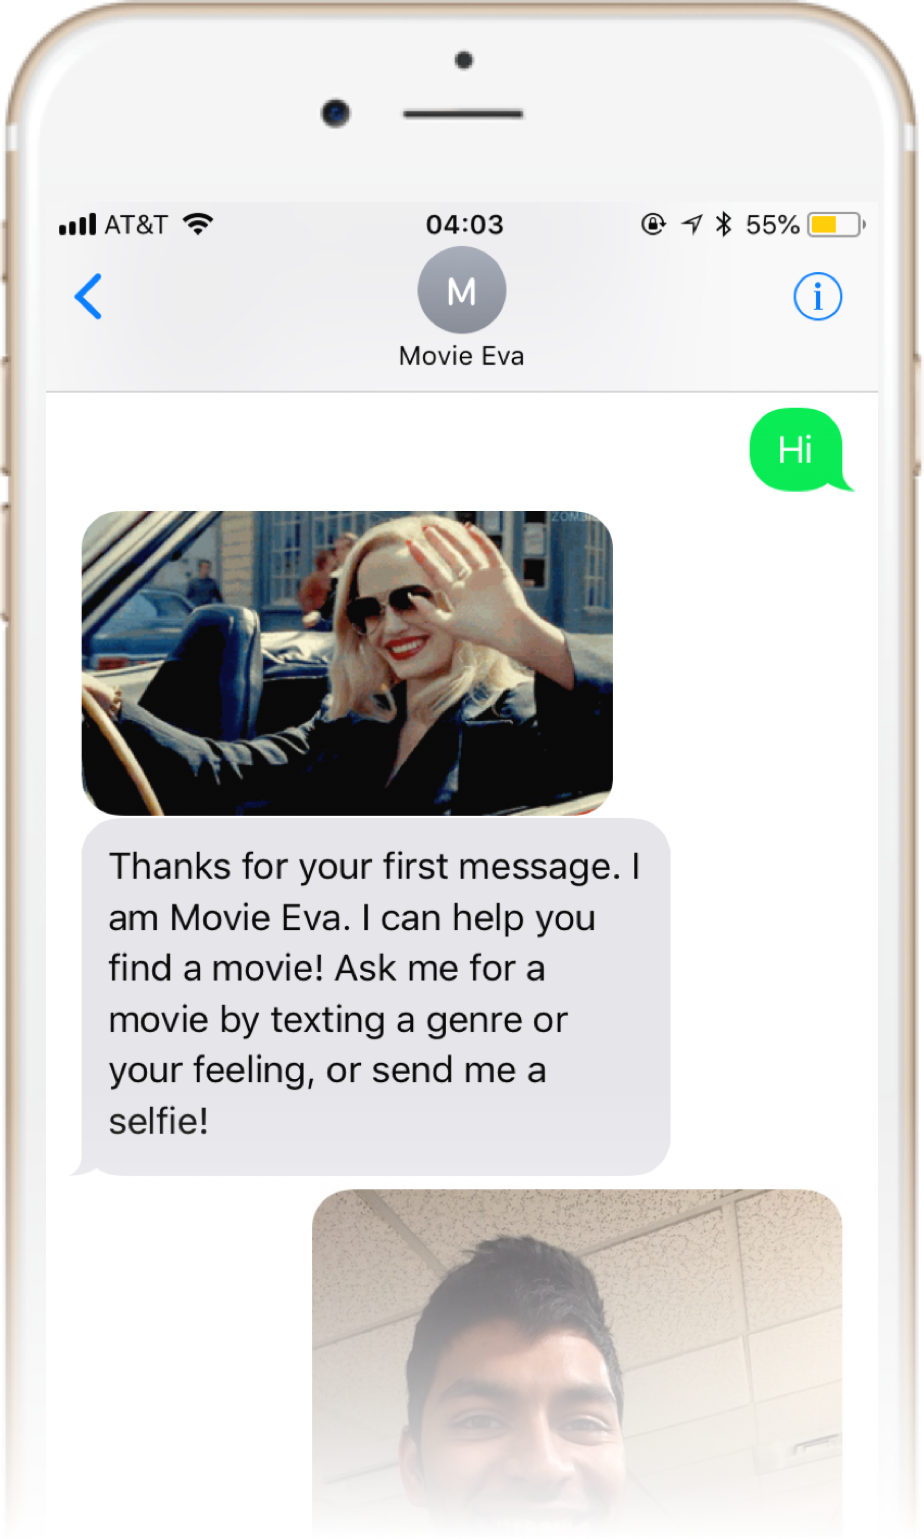 AT&T 04:03 55%
M
Movie Eva
Hi
Thanks for your first message. I
am Movie Eva. I can help you
find a movie! Ask me for a
movie by texting a genre or
your feeling, or send me a
selfie!